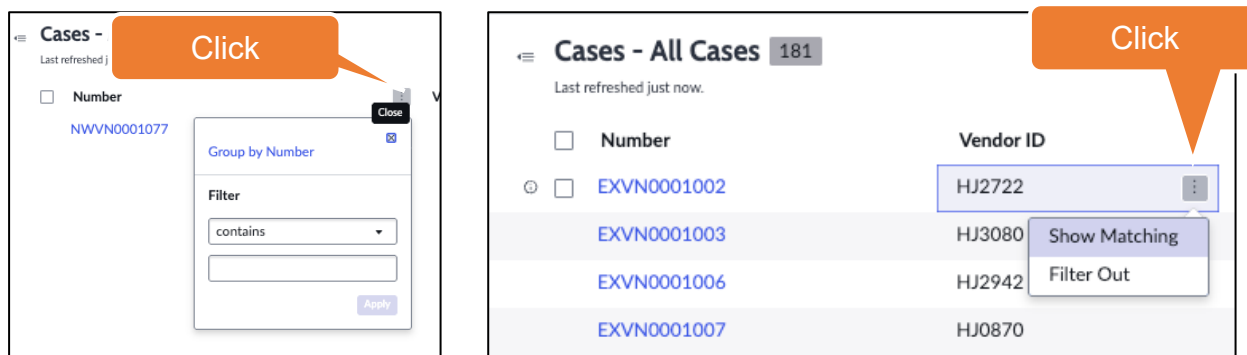 Cases -
Click
Last refreshed j
Number
V
Close
NWVN0001077
Group by Number
Filter
contains
Apply
Cases - All Cases 181
Click
Last refreshed just now.
Number Vendor ID
EXVN0001002 HJ2722
EXVN0001003 HJ3080
Show Matching
EXVN0001006 HJ2942
Filter Out
EXVN0001007 HJ0870